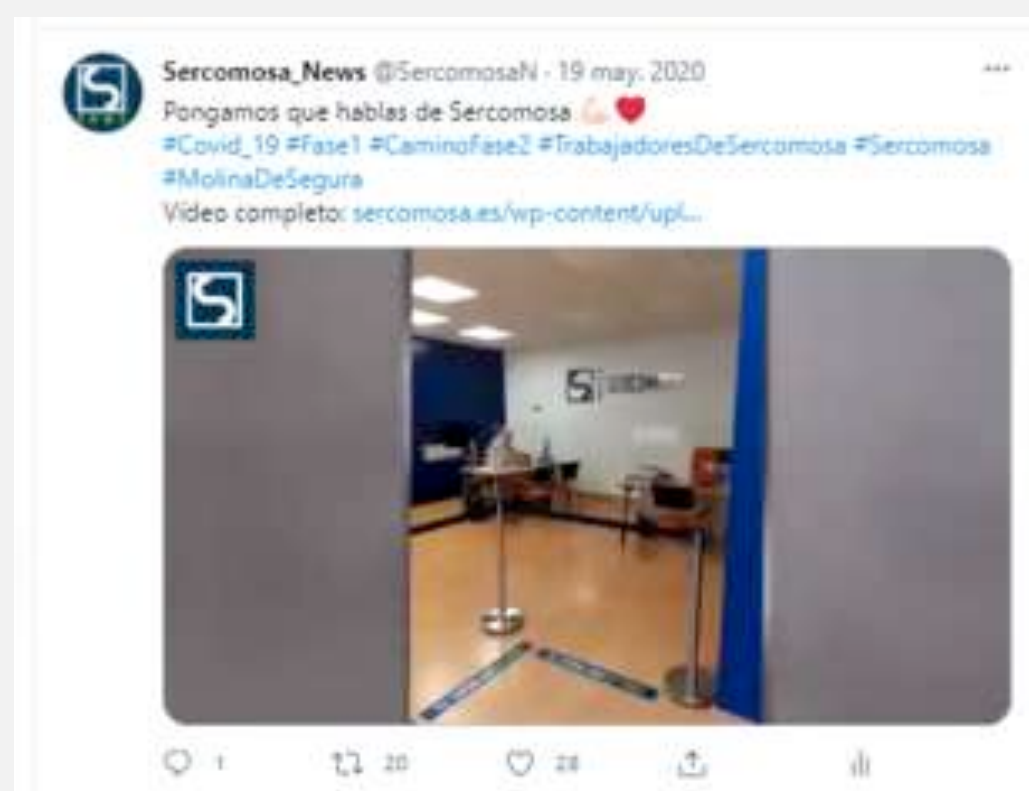 Sercomosa_News @SercomosaN · 19 may. 2020
Pongamos que hablas de Sercomosa 💪❤️
#Covid_19 #Fase1 #CaminoFase2 #TrabajadoresDeSercomosa #Sercomosa
#MolinaDeSegura
Vídeo completo: sercomosa.es/wp-content/upl...
1 20 28